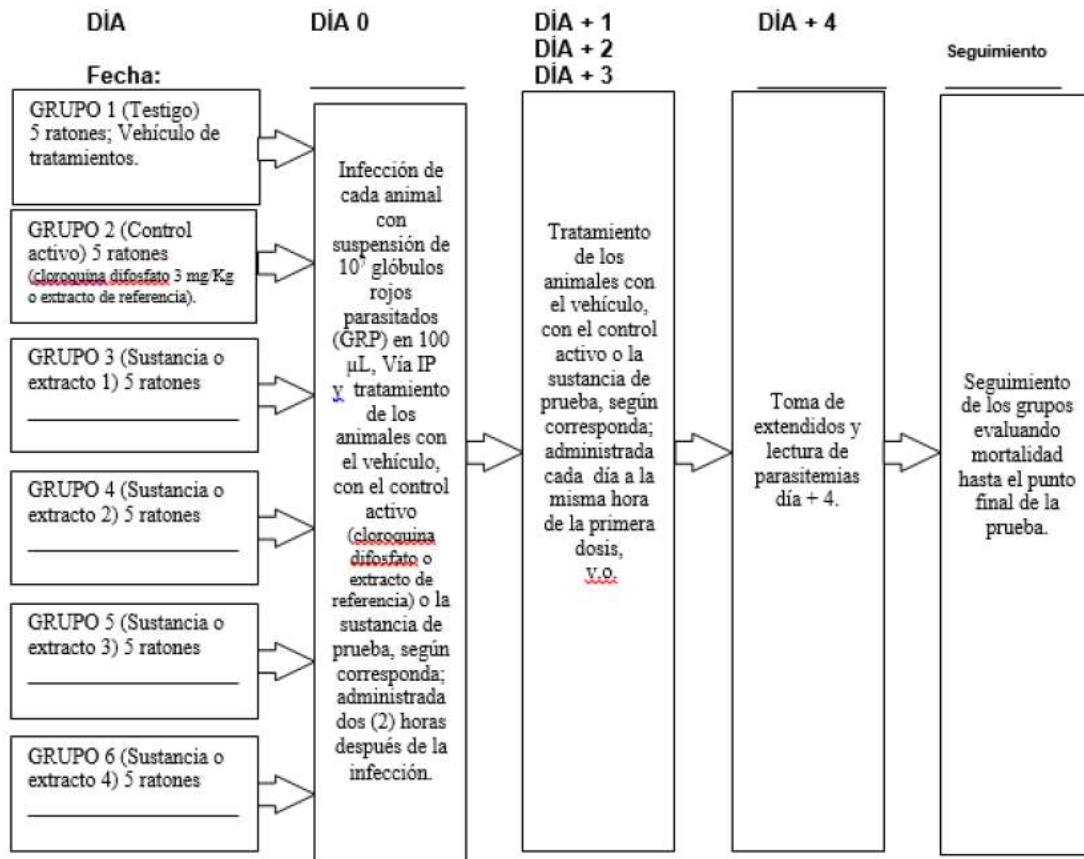 DİA
DİA 0
DİA + 1
DİA + 2
DİA + 3
DİA + 4
Seguimiento
Fecha:
GRUPO 1 (Testigo)
5 ratones; Vehículo de
tratamientos.
GRUPO 2 (Control
activo) 5 ratones
(cloroquina difosfato 3 mg/Kg
o extracto de referencia).
GRUPO 3 (Sustancia o
extracto 1) 5 ratones
GRUPO 4 (Sustancia o
extracto 2) 5 ratones
GRUPO 5 (Sustancia o
extracto 3) 5 ratones
GRUPO 6 (Sustancia o
extracto 4) 5 ratones
Infección de
cada animal
con
suspensión de
10⁷ glóbulos
rojos
parasitados
(GRP) en 100
µL, Vía IP
y tratamiento
de los
animales con
el vehículo,
con el control
activo
(cloroquina
difosfato o
extracto de
referencia) o la
sustancia de
prueba, según
corresponda;
administrada
dos (2) horas
después de la
infección.
Tratamiento
de los
animales con
el vehículo,
con el control
activo o la
sustancia de
prueba, según
corresponda;
administrada
cada día a la
misma hora
de la primera
dosis,
v.o.
Toma de
extendidos y
lectura de
parasitemias
día + 4.
Seguimiento
de los grupos
evaluando
mortalidad
hasta el punto
final de la
prueba.